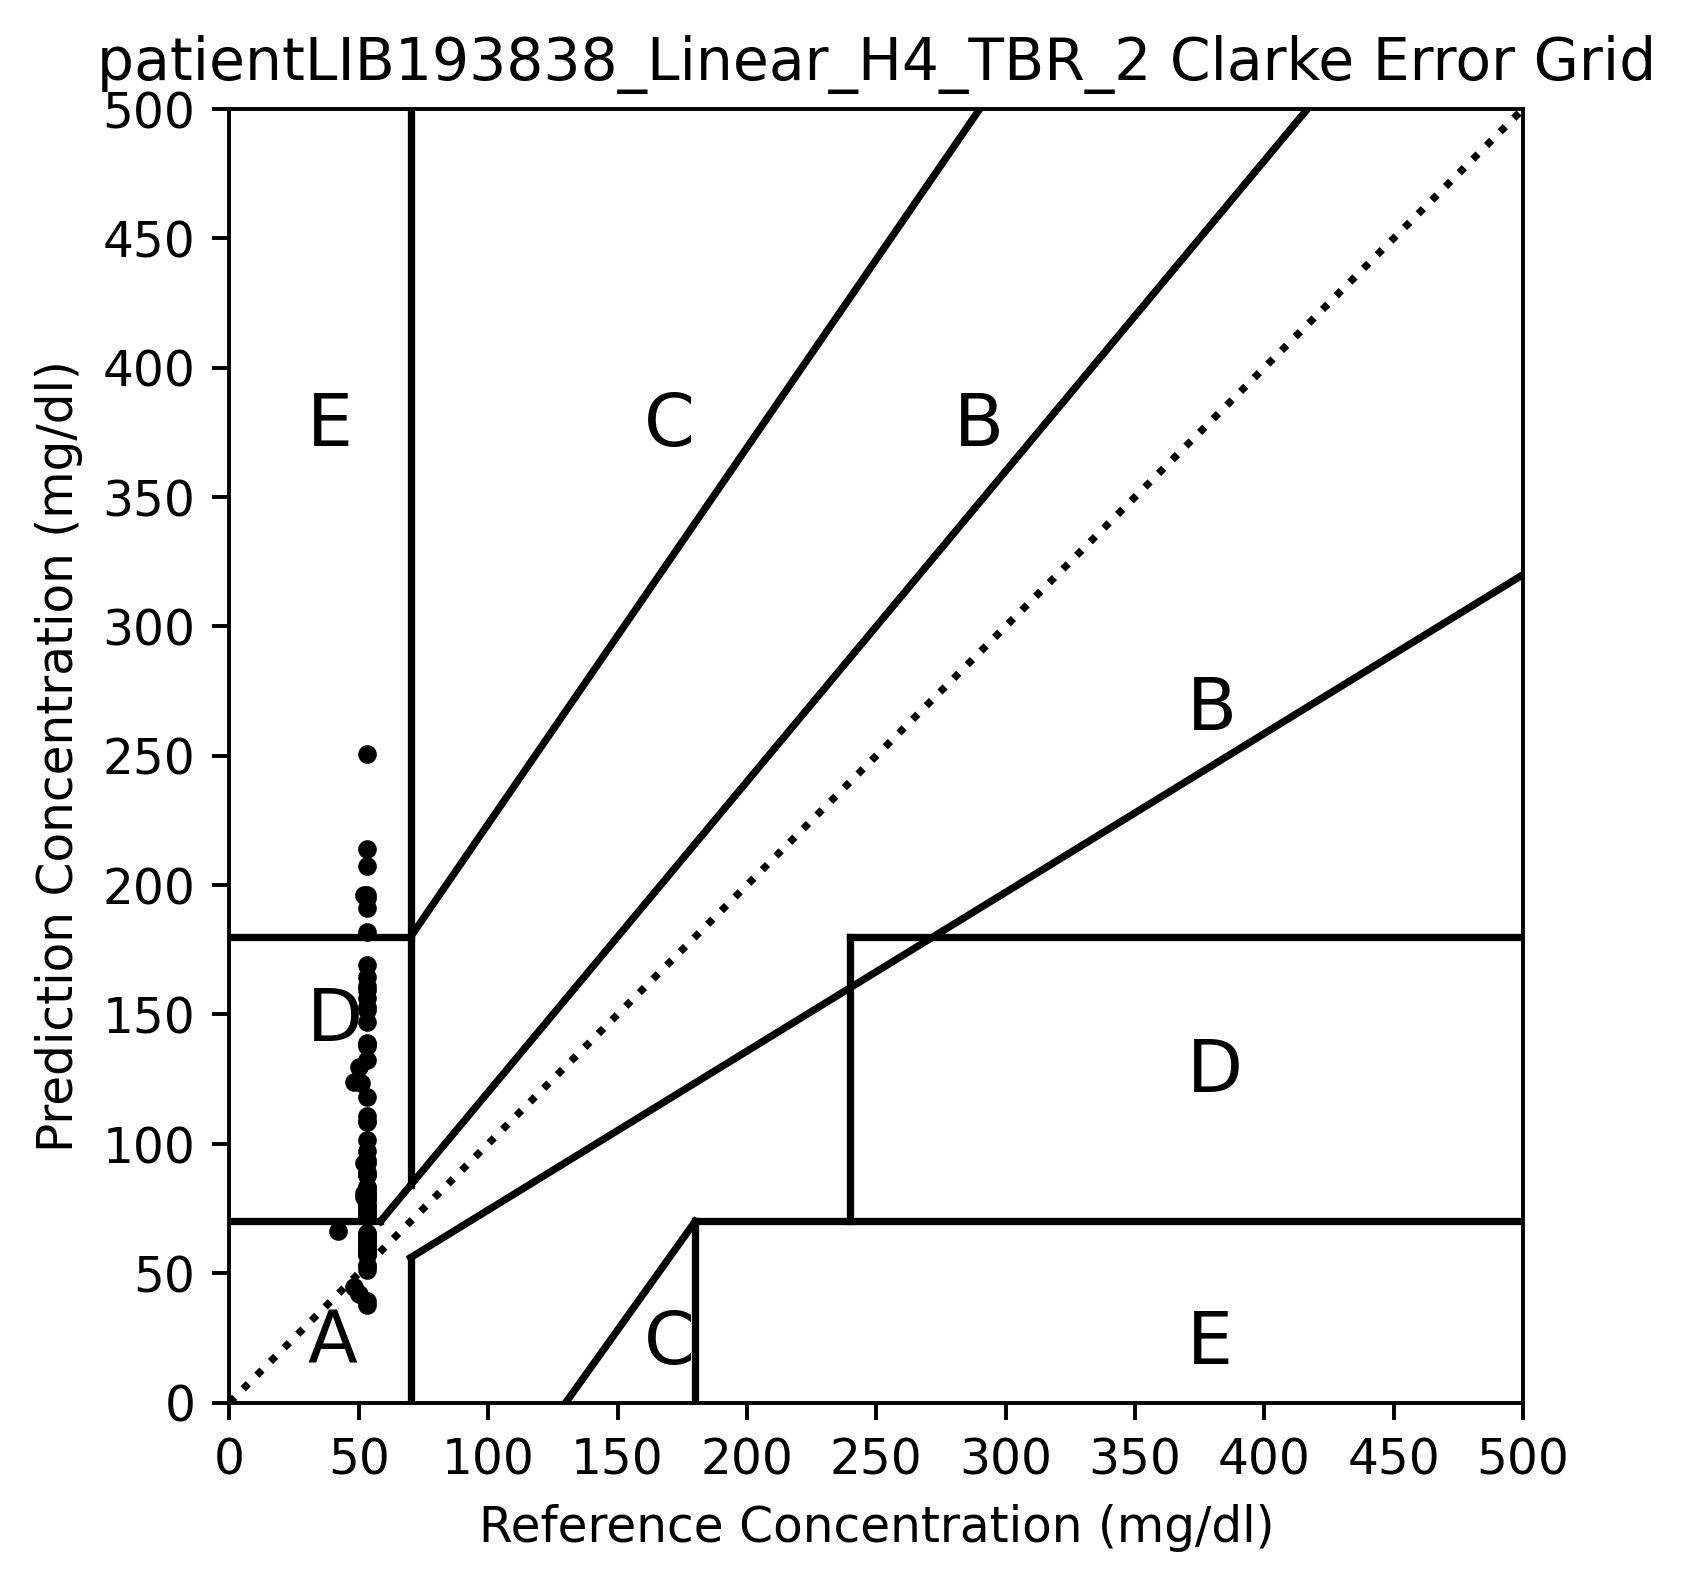 patientLIB193838_Linear_H4_TBR_2 Clarke Error Grid
500
450
400
350
300
250
200
150
100
50
0
Prediction Concentration (mg/dl)
E
C
B
B
D
D
A
C
E
0 50 100 150 200 250 300 350 400 450 500
Reference Concentration (mg/dl)